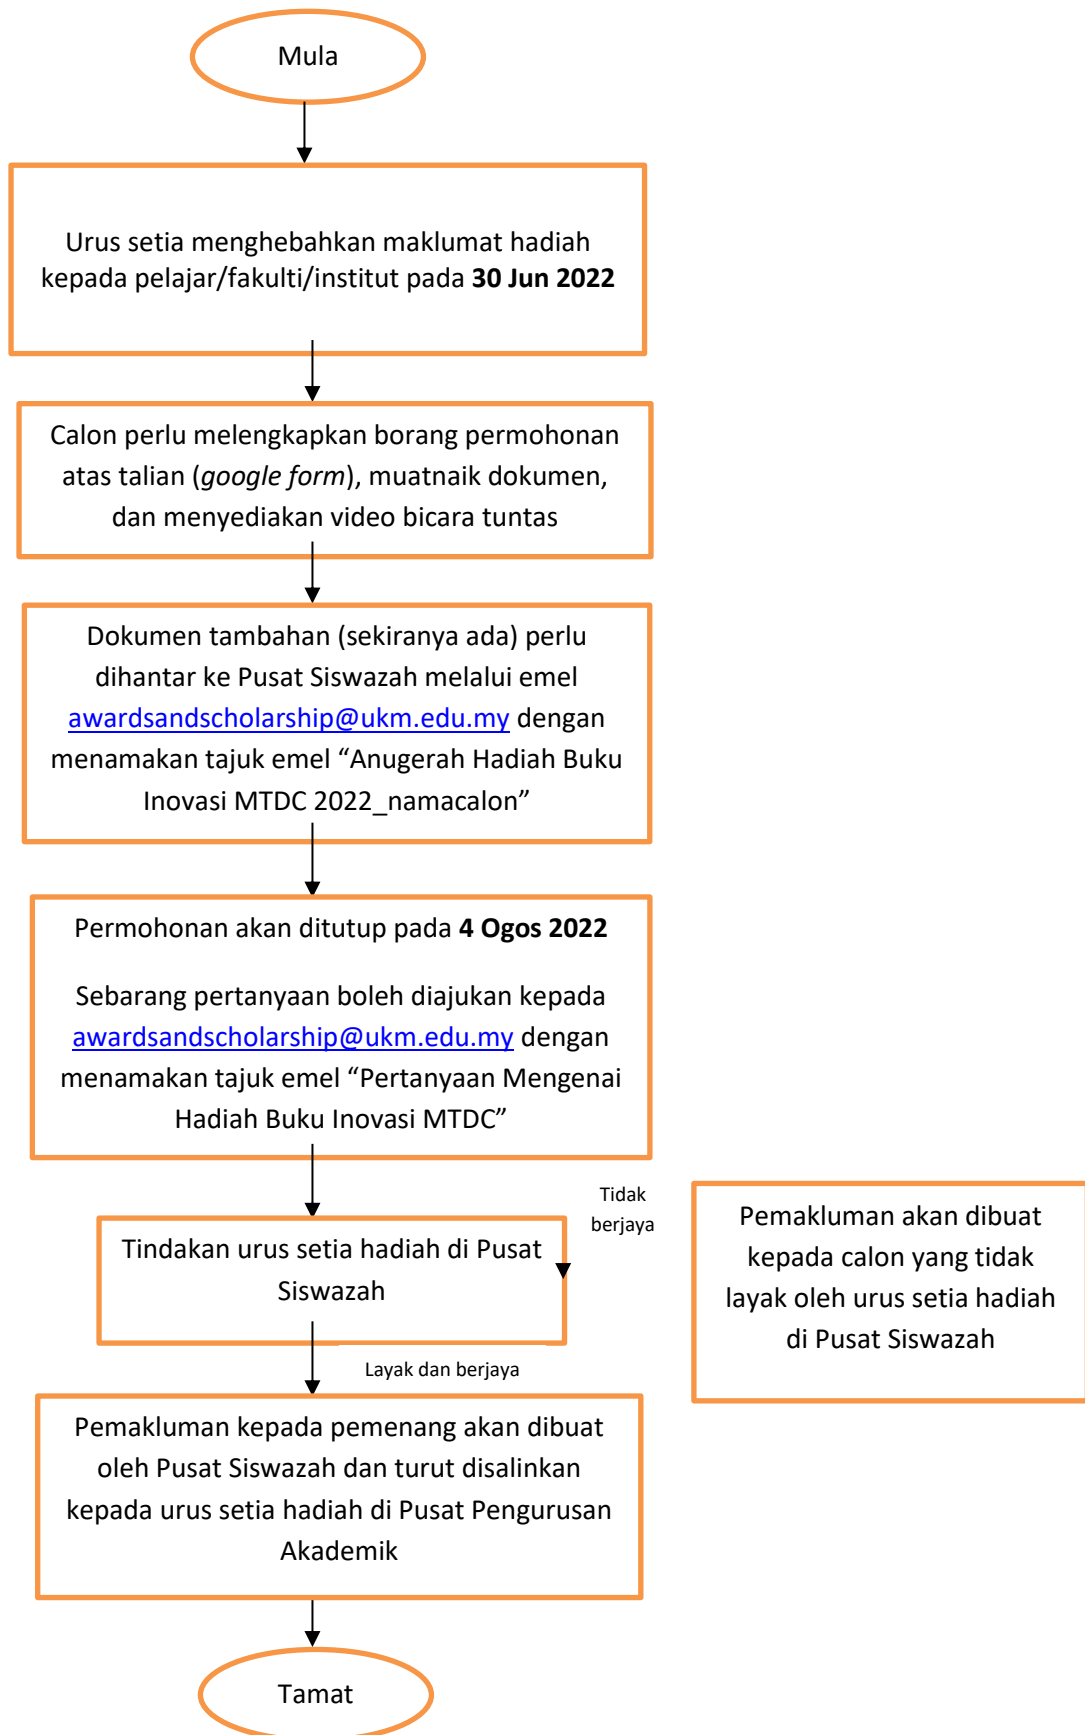 Mula
Urus setia menghebahkan maklumat hadiah
kepada pelajar/fakulti/institut pada 30 Jun 2022
Calon perlu melengkapkan borang permohonan
atas talian (google form), muatnaik dokumen,
dan menyediakan video bicara tuntas
Dokumen tambahan (sekiranya ada) perlu
dihantar ke Pusat Siswazah melalui emel
awardsandscholarship@ukm.edu.my dengan
menamakan tajuk emel “Anugerah Hadiah Buku
Inovasi MTDC 2022_namacalon”
Permohonan akan ditutup pada 4 Ogos 2022
Sebarang pertanyaan boleh diajukan kepada
awardsandscholarship@ukm.edu.my dengan
menamakan tajuk emel “Pertanyaan Mengenai
Hadiah Buku Inovasi MTDC”
Tindakan urus setia hadiah di Pusat
Siswazah
Tidak
berjaya
Pemakluman akan dibuat
kepada calon yang tidak
layak oleh urus setia hadiah
di Pusat Siswazah
Layak dan berjaya
Pemakluman kepada pemenang akan dibuat
oleh Pusat Siswazah dan turut disalinkan
kepada urus setia hadiah di Pusat Pengurusan
Akademik
Tamat